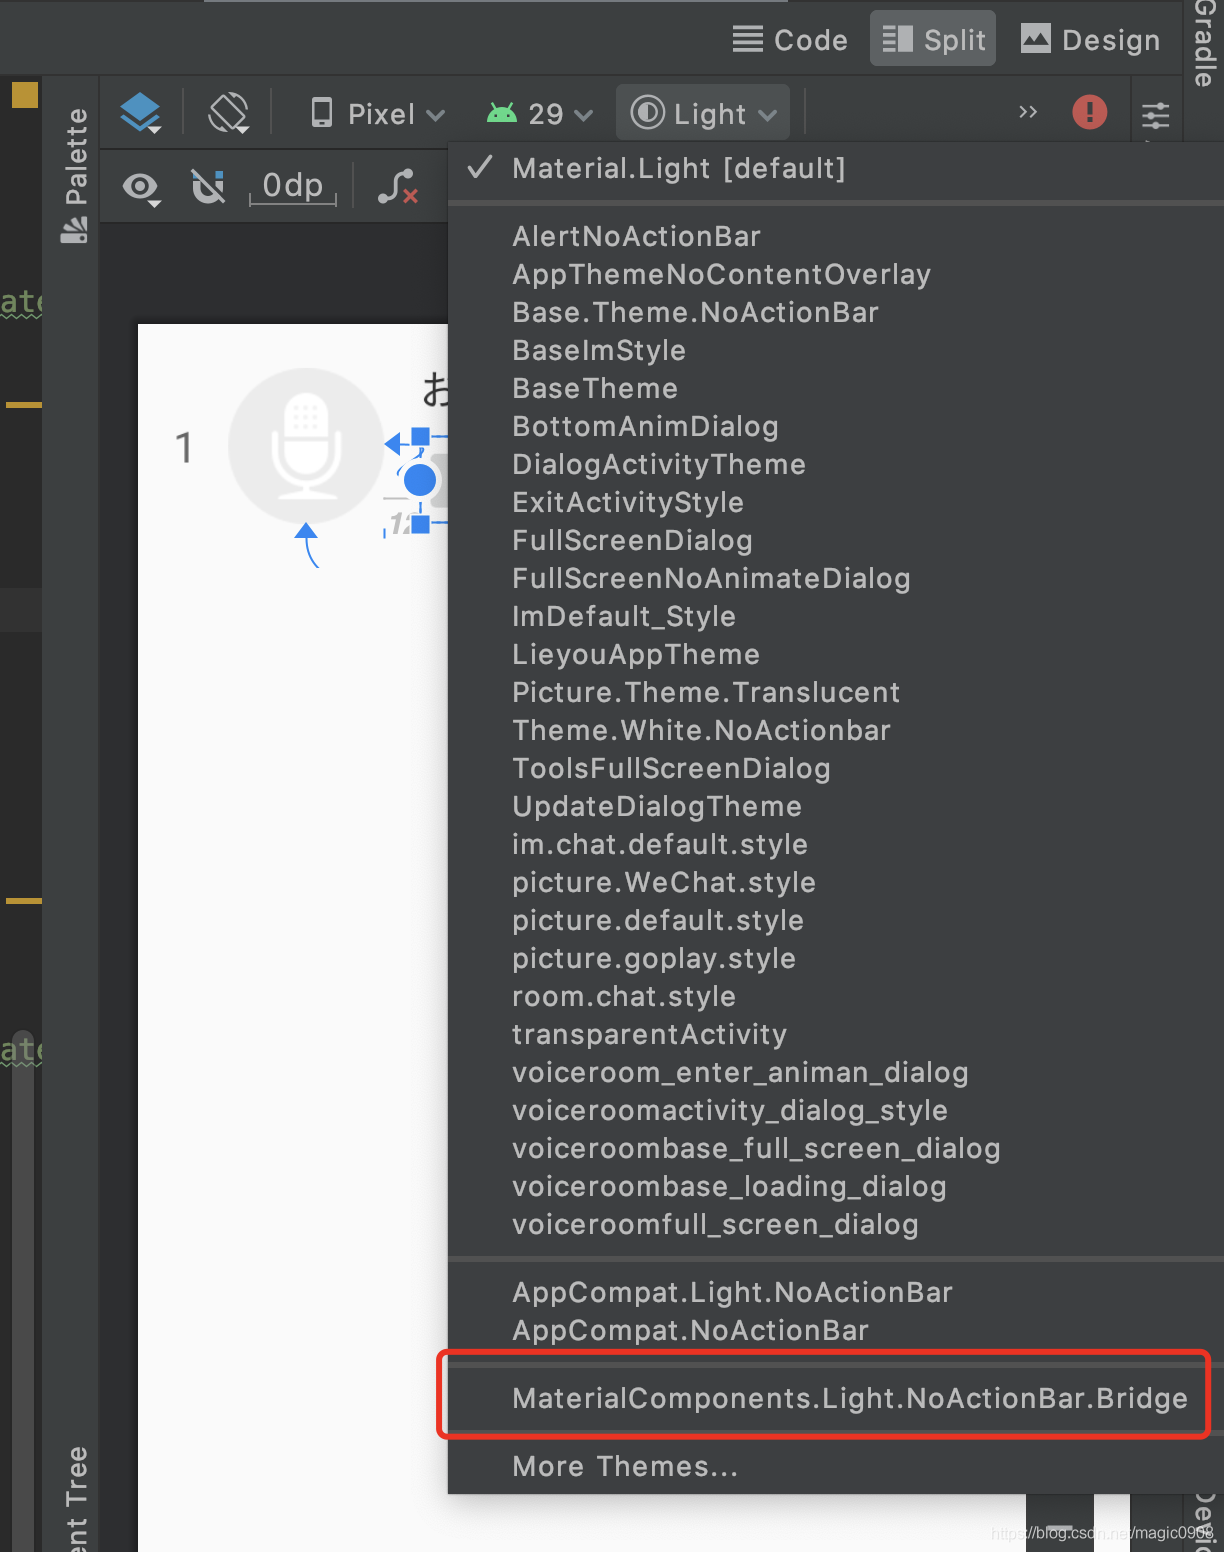 Code Split Design
Gradle
Palette
Pixel 29 Light
0dp
Material.Light [default]
AlertNoActionBar
AppThemeNoContentOverlay
Base.Theme.NoActionBar
BaseImStyle
BaseTheme
BottomAnimDialog
DialogActivityTheme
ExitActivityStyle
FullScreenDialog
FullScreenNoAnimateDialog
ImDefault_Style
LieyouAppTheme
Picture.Theme.Translucent
Theme.White.NoActionbar
ToolsFullScreenDialog
UpdateDialogTheme
im.chat.default.style
picture.WeChat.style
picture.default.style
picture.goplay.style
room.chat.style
transparentActivity
voiceroom_enter_animan_dialog
voiceroomactivity_dialog_style
voiceroombase_full_screen_dialog
voiceroombase_loading_dialog
voiceroomfull_screen_dialog
AppCompat.Light.NoActionBar
AppCompat.NoActionBar
MaterialComponents.Light.NoActionBar.Bridge
More Themes...
ate
お
1
12
ate
nt Tree
Devic
https://blog.csdn.net/magic0908